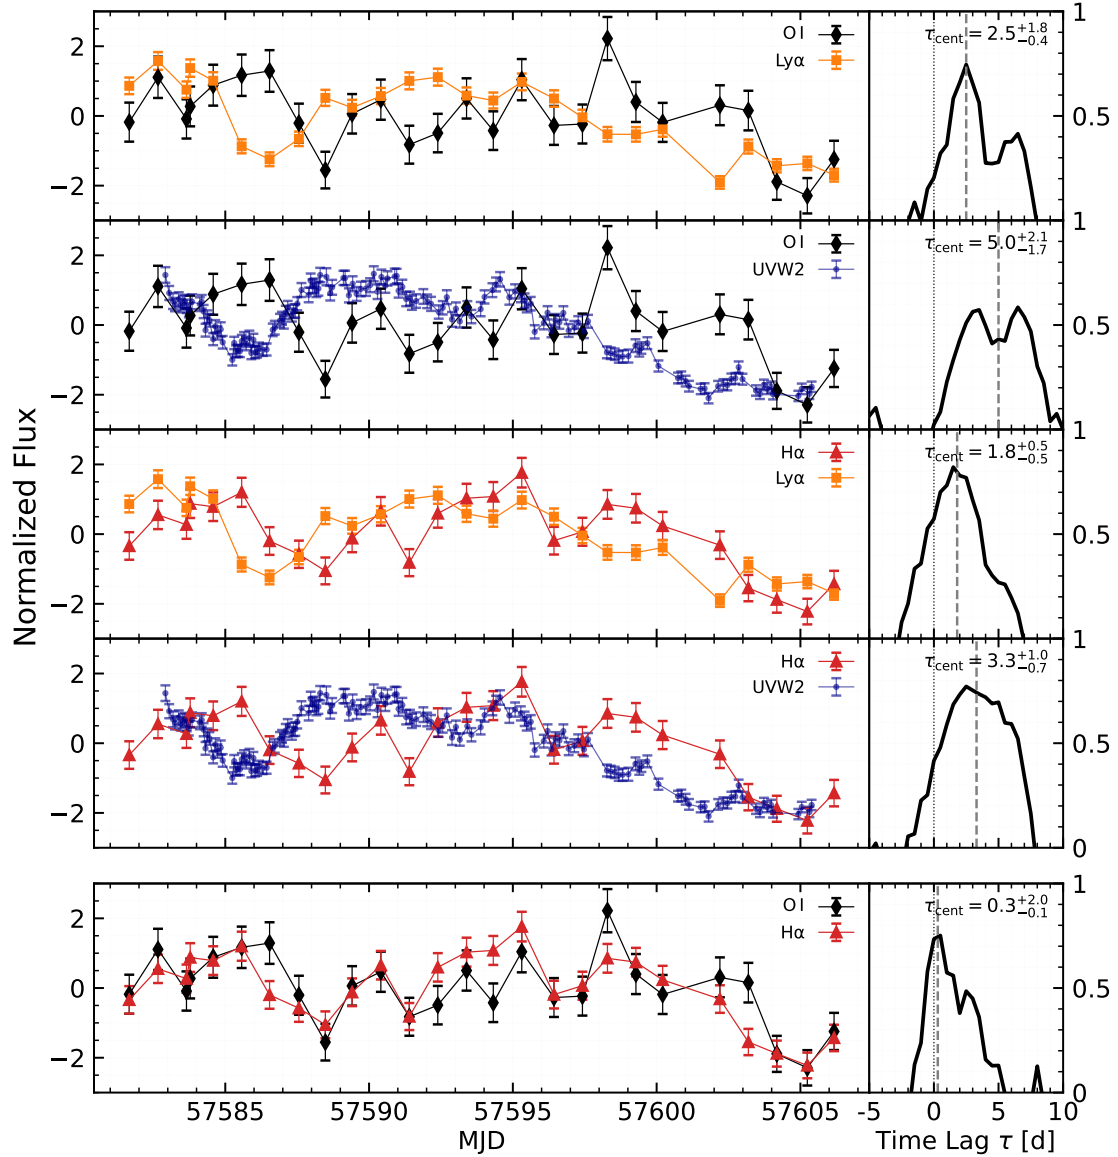 Normalized Flux
2
0
−2
O I
Lyα
τcent = 2.5 +1.8 −0.4
1
0.5
1
2
0
−2
O I
UVW2
τcent = 5.0 +2.1 −1.7
0.5
1
2
0
−2
Hα
Lyα
τcent = 1.8 +0.5 −0.5
0.5
1
2
0
−2
Hα
UVW2
τcent = 3.3 +1.0 −0.7
0.5
0
2
0
−2
O I
Hα
τcent = 0.3 +2.0 −0.1
1
0.5
0
57585 57590 57595 57600 57605
-5 0 5 10
MJD
Time Lag τ [d]